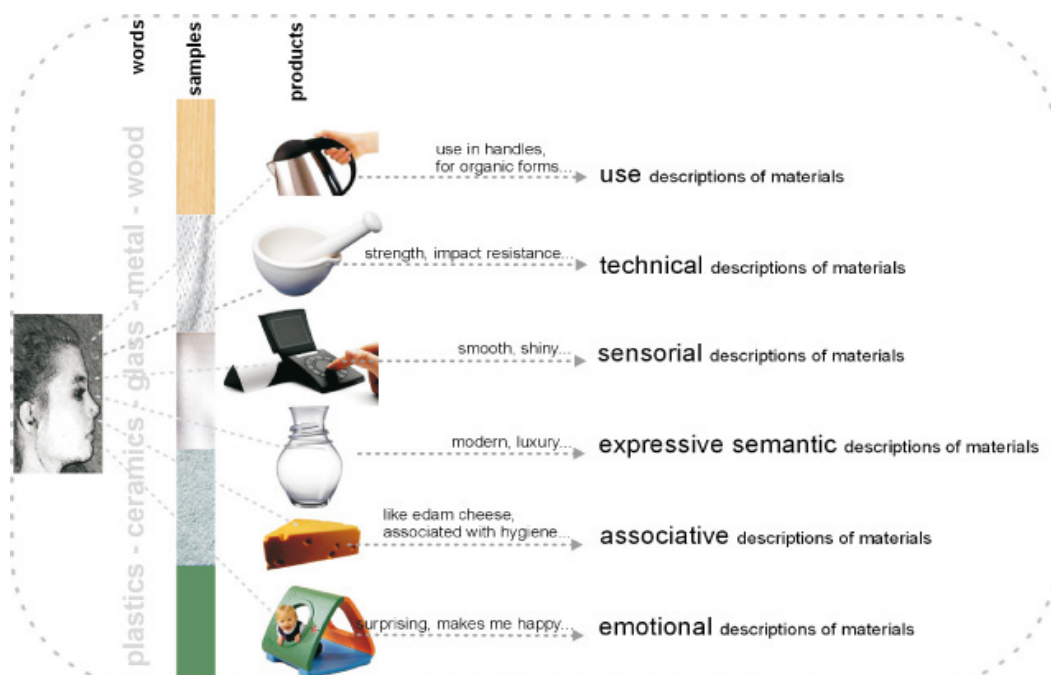 words
samples
products
plastics - ceramics - glass - metal - wood
use in handles,
for organic forms...
use descriptions of materials
strength, impact resistance...
technical descriptions of materials
smooth, shiny...
sensorial descriptions of materials
modern, luxury...
expressive semantic descriptions of materials
like edam cheese,
associated with hygiene...
associative descriptions of materials
surprising, makes me happy...
emotional descriptions of materials